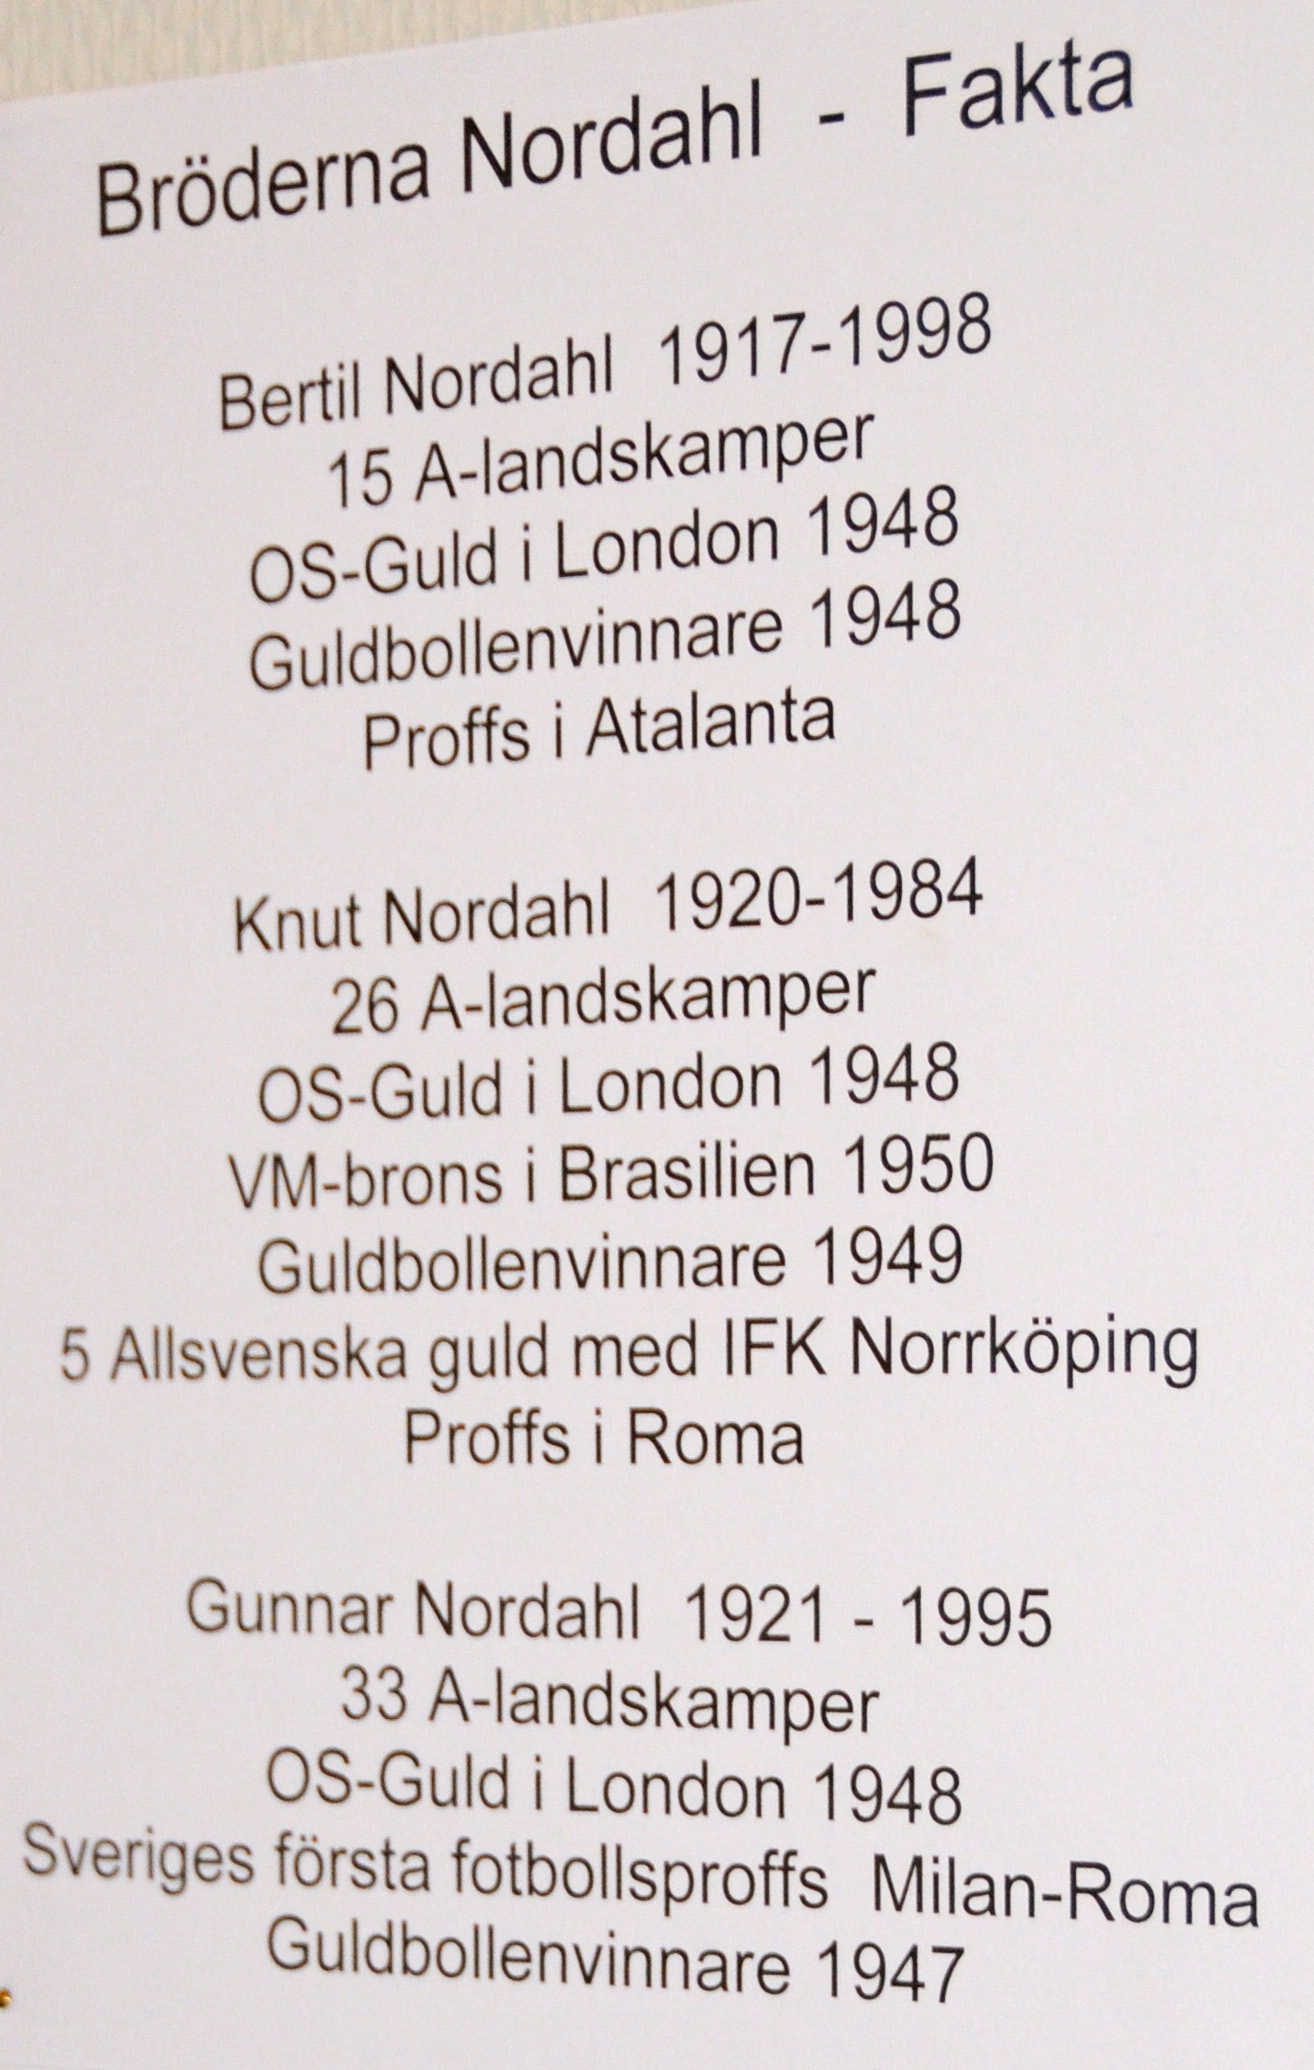 Bröderna Nordahl - Fakta
Bertil Nordahl 1917-1998
15 A-landskamper
OS-Guld i London 1948
Guldbollenvinnare 1948
Proffs i Atalanta
Knut Nordahl 1920-1984
26 A-landskamper
OS-Guld i London 1948
VM-brons i Brasilien 1950
Guldbollenvinnare 1949
5 Allsvenska guld med IFK Norrköping
Proffs i Roma
Gunnar Nordahl 1921 - 1995
33 A-landskamper
OS-Guld i London 1948
Sveriges första fotbollsproffs Milan-Roma
Guldbollenvinnare 1947